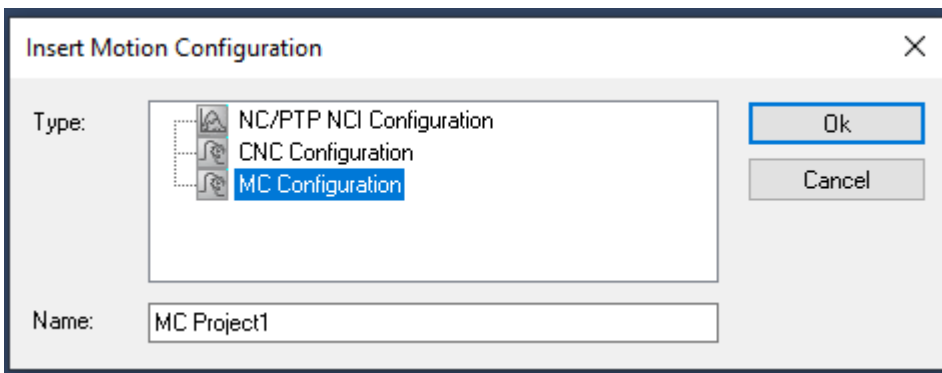 Insert Motion Configuration
Type:
NC/PTP NCI Configuration
CNC Configuration
MC Configuration
Ok
Cancel
Name:
MC Project1